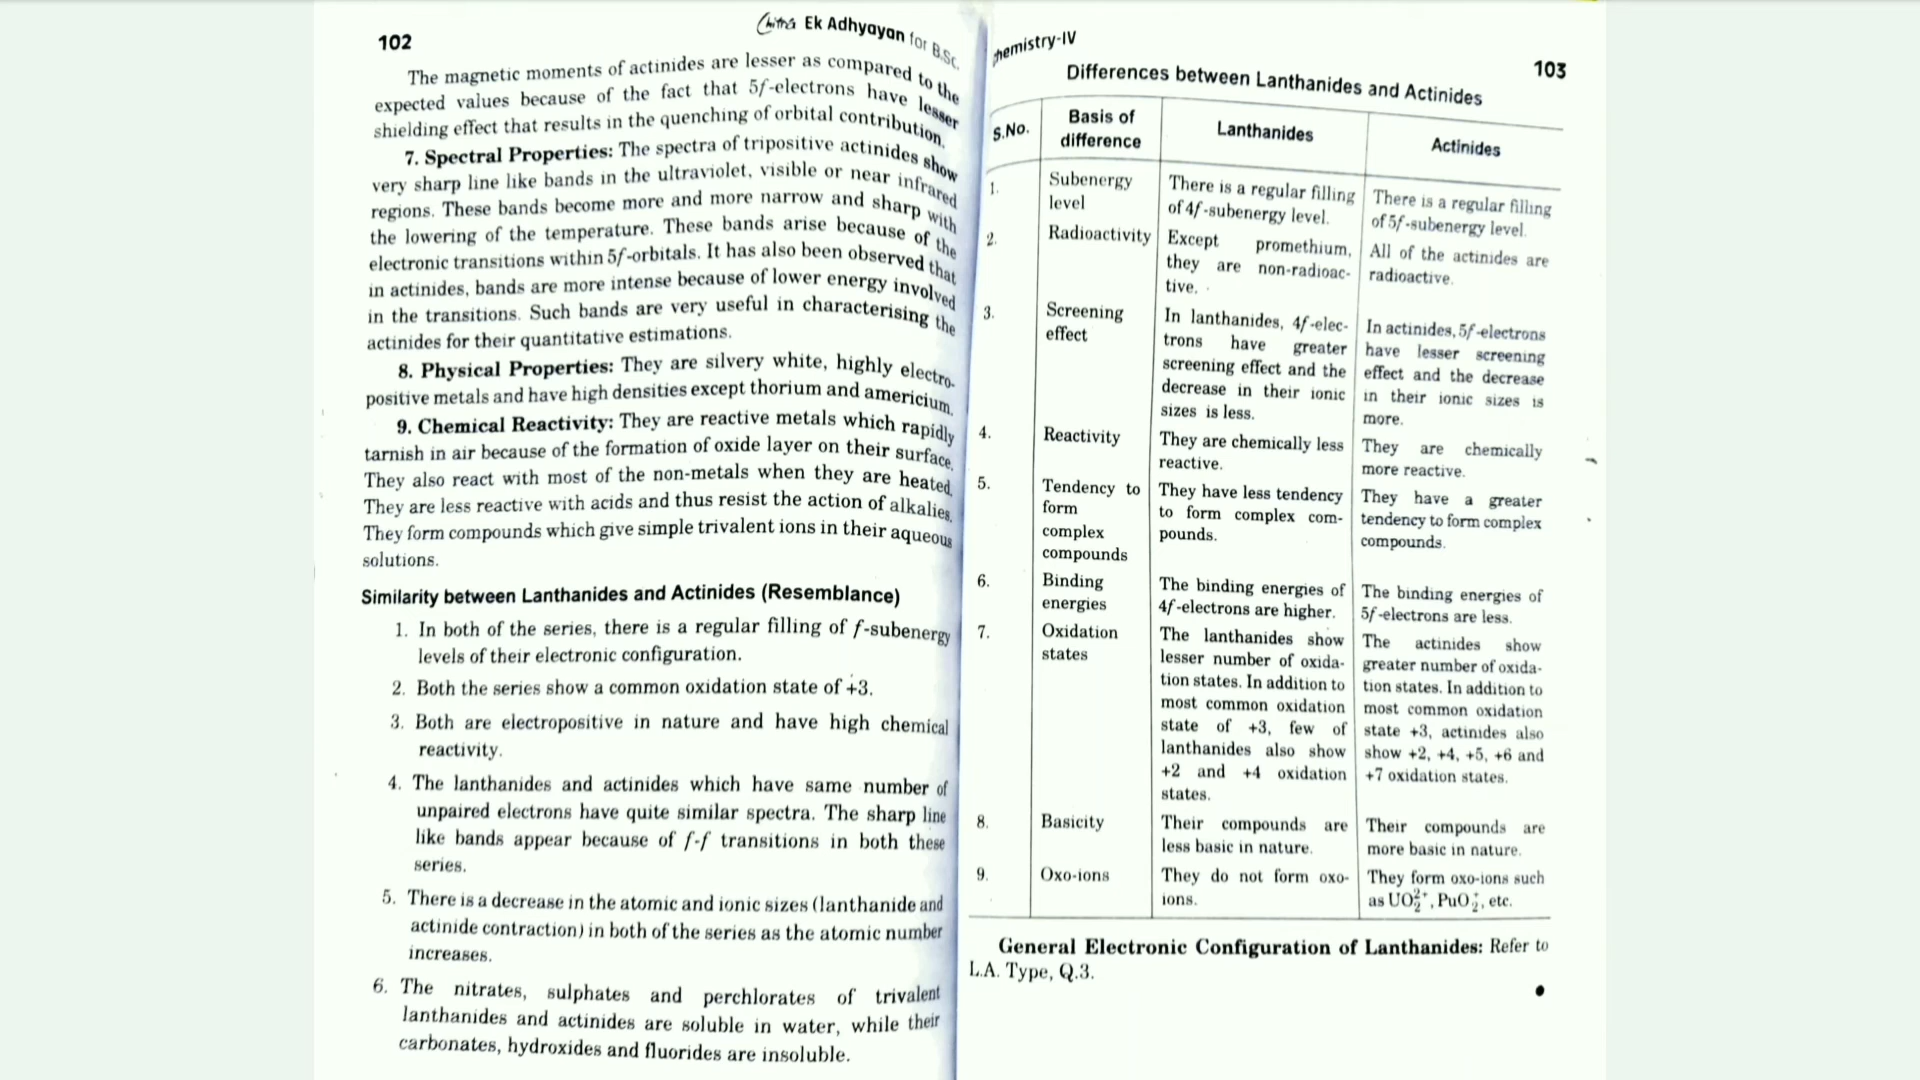 102
Chitra Ek Adhyayan for B.Sc.
The magnetic moments of actinides are lesser as compared to the
expected values because of the fact that 5f-electrons have lesser
shielding effect that results in the quenching of orbital contribution.
7. Spectral Properties: The spectra of tripositive actinides show
very sharp line like bands in the ultraviolet, visible or near infrared
regions. These bands become more and more narrow and sharp with
the lowering of the temperature. These bands arise because of the
electronic transitions within 5f-orbitals. It has also been observed that
in actinides, bands are more intense because of lower energy involved
in the transitions. Such bands are very useful in characterising the
actinides for their quantitative estimations.
8. Physical Properties: They are silvery white, highly electro-
positive metals and have high densities except thorium and americium.
9. Chemical Reactivity: They are reactive metals which rapidly
tarnish in air because of the formation of oxide layer on their surface.
They also react with most of the non-metals when they are heated.
They are less reactive with acids and thus resist the action of alkalies.
They form compounds which give simple trivalent ions in their aqueous
solutions.
Similarity between Lanthanides and Actinides (Resemblance)
1. In both of the series, there is a regular filling of f-subenergy
levels of their electronic configuration.
2. Both the series show a common oxidation state of +3.
3. Both are electropositive in nature and have high chemical
reactivity.
4. The lanthanides and actinides which have same number of
unpaired electrons have quite similar spectra. The sharp line
like bands appear because of f-f transitions in both these
series.
5. There is a decrease in the atomic and ionic sizes (lanthanide and
actinide contraction) in both of the series as the atomic number
increases.
6. The nitrates, sulphates and perchlorates of trivalent
lanthanides and actinides are soluble in water, while their
carbonates, hydroxides and fluorides are insoluble.
hemistry-IV
103
Differences between Lanthanides and Actinides
S.No.
Basis of
difference
Lanthanides
Actinides
1.
Subenergy
level
There is a regular filling
of 4f-subenergy level.
There is a regular filling
of 5f-subenergy level.
2.
Radioactivity
Except promethium,
they are non-radioac-
tive.
All of the actinides are
radioactive.
3.
Screening
effect
In lanthanides, 4f-elec-
trons have greater
screening effect and the
decrease in their ionic
sizes is less.
In actinides, 5f-electrons
have lesser screening
effect and the decrease
in their ionic sizes is
more.
4.
Reactivity
They are chemically less
reactive.
They are chemically
more reactive.
5.
Tendency to
form
complex
compounds
They have less tendency
to form complex com-
pounds.
They have a greater
tendency to form complex
compounds.
6.
Binding
energies
The binding energies of
4f-electrons are higher.
The binding energies of
5f-electrons are less.
7.
Oxidation
states
The lanthanides show
lesser number of oxida-
tion states. In addition to
most common oxidation
state of +3, few of
lanthanides also show
+2 and +4 oxidation
states.
The actinides show
greater number of oxida-
tion states. In addition to
most common oxidation
state +3, actinides also
show +2, +4, +5, +6 and
+7 oxidation states.
8.
Basicity
Their compounds are
less basic in nature.
Their compounds are
more basic in nature.
9.
Oxo-ions
They do not form oxo-
ions.
They form oxo-ions such
as UO₂²⁺, PuO₂⁺, etc.
General Electronic Configuration of Lanthanides: Refer to
L.A. Type, Q.3.